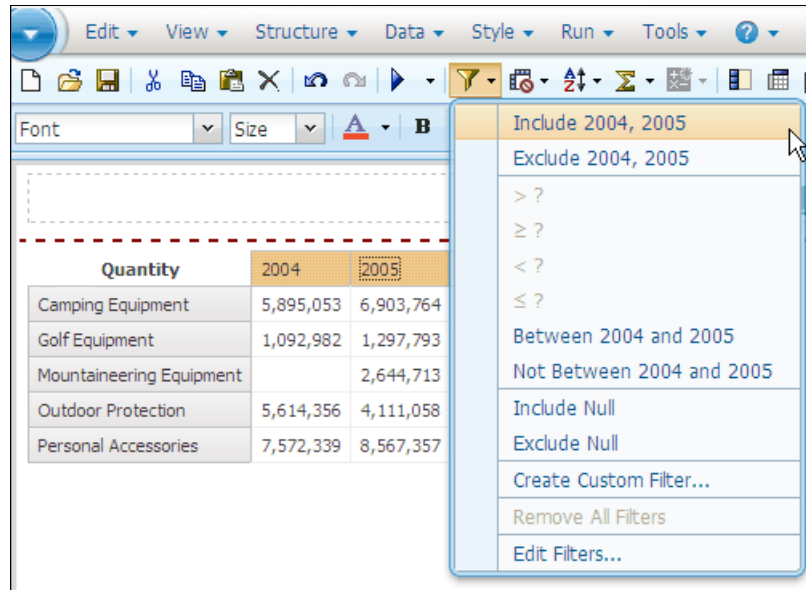 Edit View Structure Data Style Run Tools ?
Font Size A B
Include 2004, 2005
Exclude 2004, 2005
> ?
≥ ?
< ?
≤ ?
Between 2004 and 2005
Not Between 2004 and 2005
Include Null
Exclude Null
Create Custom Filter...
Remove All Filters
Edit Filters...
Quantity 2004 2005
Camping Equipment 5,895,053 6,903,764
Golf Equipment 1,092,982 1,297,793
Mountaineering Equipment 2,644,713
Outdoor Protection 5,614,356 4,111,058
Personal Accessories 7,572,339 8,567,357